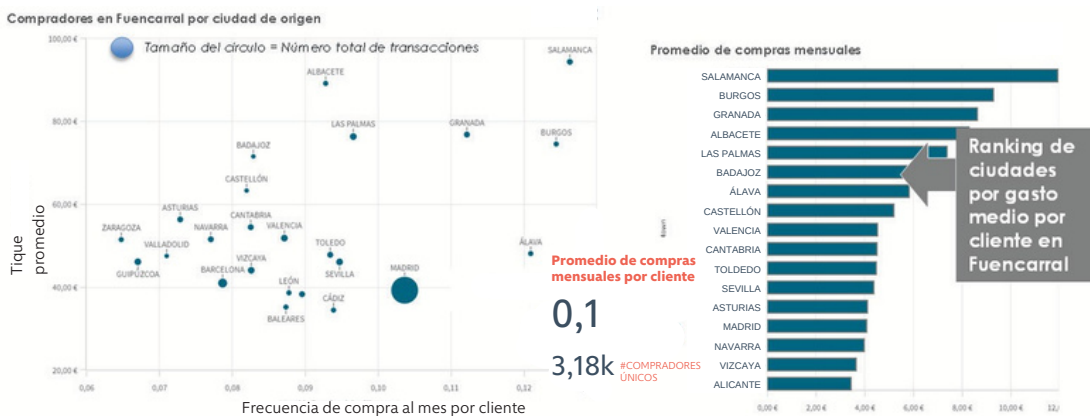 Compradores en Fuencarral por ciudad de origen
Tamaño del círculo = Número total de transacciones
100,00 €
80,00 €
60,00 €
40,00 €
20,00 €
Tique
promedio
SALAMANCA
ALBACETE
LAS PALMAS
GRANADA
BURGOS
BADAJOZ
CASTELLÓN
ASTURIAS
CANTABRIA
ZARAGOZA
NAVARRA
VALENCIA
VALLADOLID
TOLEDO
ÁLAVA
GUIPÚZCOA
BARCELONA
VIZCAYA
SEVILLA
MADRID
LEÓN
CÁDIZ
BALEARES
0,06
0,07
0,08
0,09
0,10
0,11
0,12
Frecuencia de compra al mes por cliente
Promedio de compras
mensuales por cliente
0,1
3,18k
#COMPRADORES
ÚNICOS
Promedio de compras mensuales
town
SALAMANCA
BURGOS
GRANADA
ALBACETE
LAS PALMAS
BADAJOZ
ÁLAVA
CASTELLÓN
VALENCIA
CANTABRIA
TOLDEDO
SEVILLA
ASTURIAS
MADRID
NAVARRA
VIZCAYA
ALICANTE
0,00 €
2,00 €
4,00 €
6,00 €
8,00 €
10,00 €
Ranking de
ciudades
por gasto
medio por
cliente en
Fuencarral